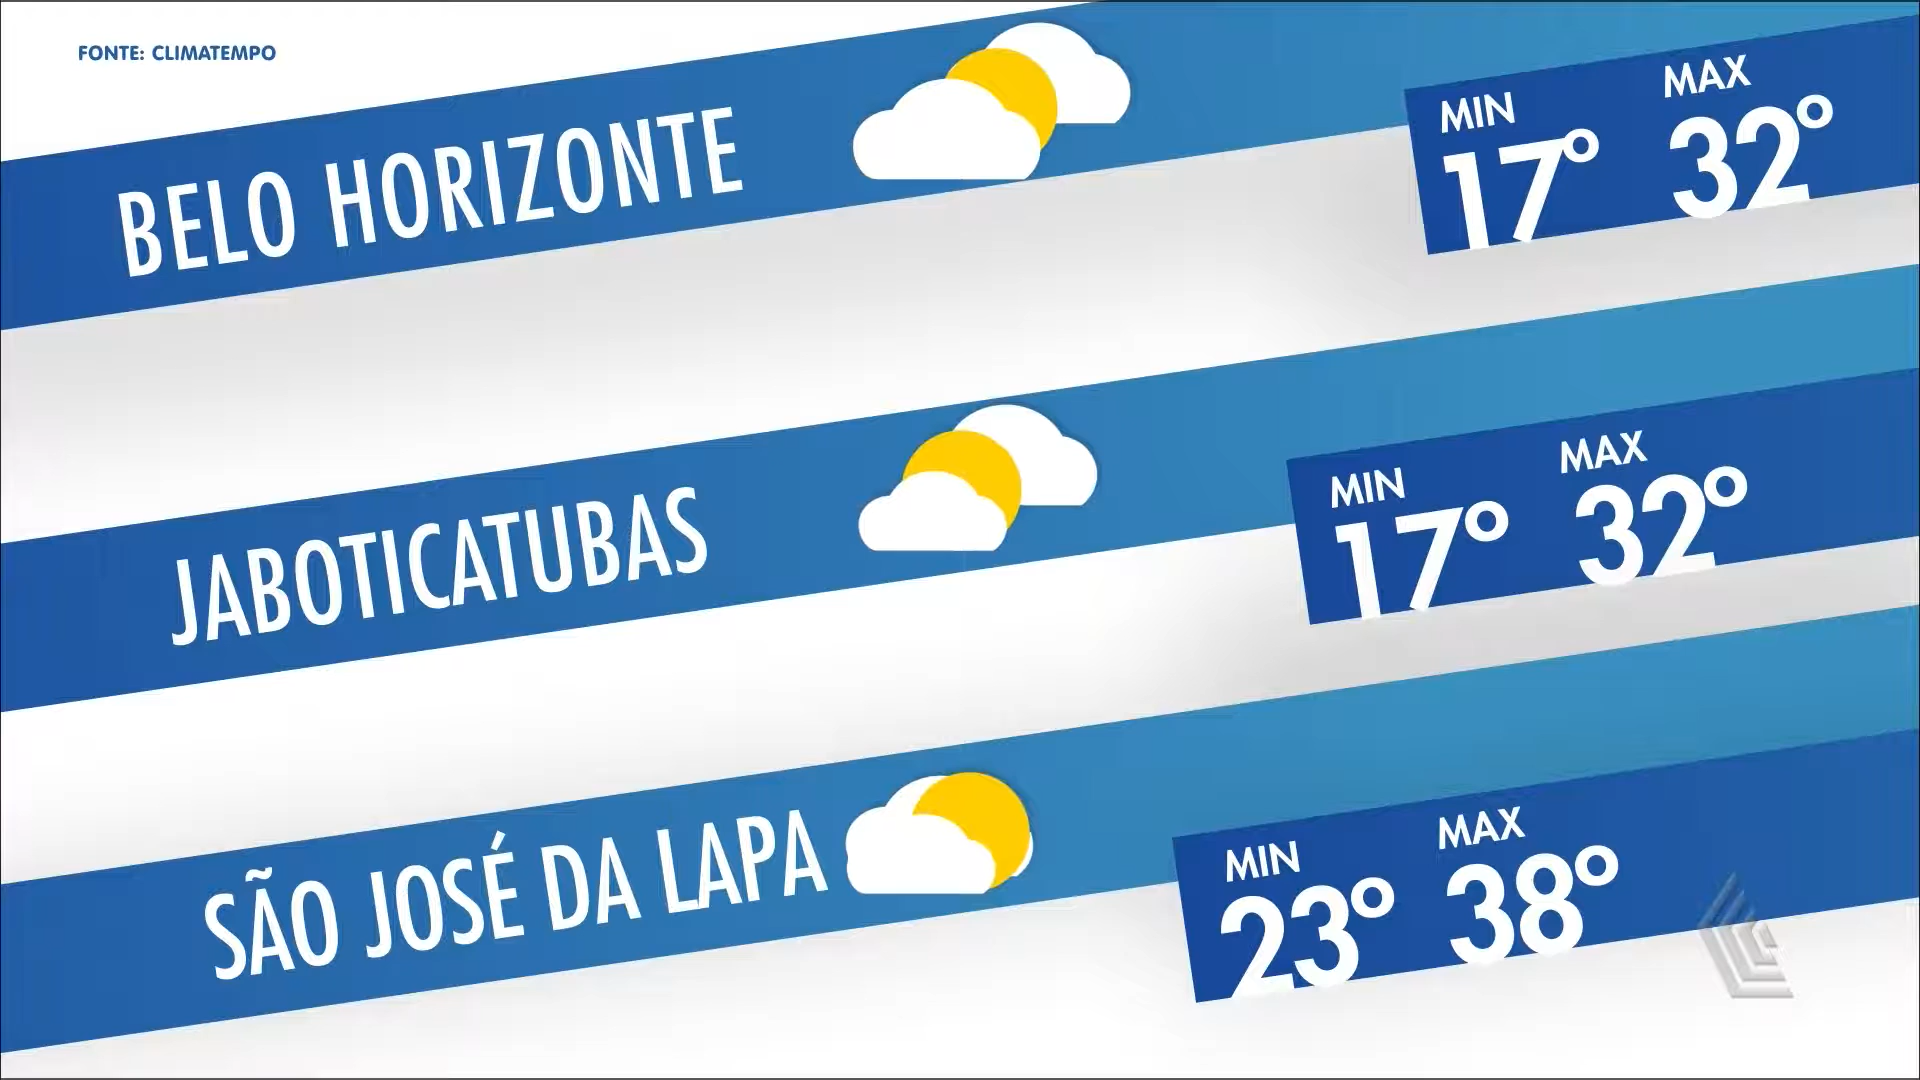 FONTE: CLIMATEMPO
BELO HORIZONTE
MIN MAX
17° 32°
JABOTICATUBAS
MIN MAX
17° 32°
SÃO JOSÉ DA LAPA
MIN MAX
23° 38°